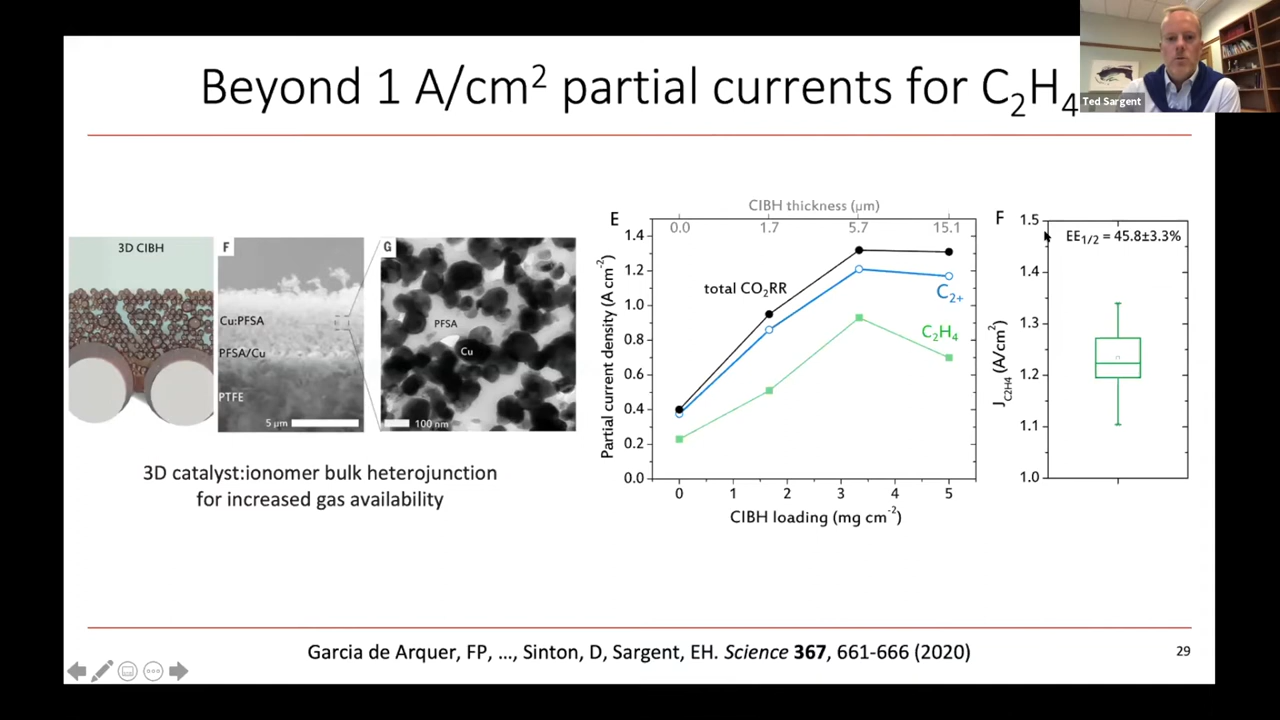 Beyond 1 A/cm² partial currents for C₂H₄
Ted Sargent
3D CIBH
F
Cu:PFSA
PFSA/Cu
PTFE
5 µm
G
PFSA
Cu
100 nm
3D catalyst:ionomer bulk heterojunction
for increased gas availability
E
CIBH thickness (µm)
0.0 1.7 5.7 15.1
Partial current density (A cm⁻²)
1.4
1.2
1.0
0.8
0.6
0.4
0.2
0.0
total CO₂RR
C₂₊
C₂H₄
0 1 2 3 4 5
CIBH loading (mg cm⁻²)
F
EE₁/₂ = 45.8±3.3%
J_C2H4 (A/cm²)
1.5
1.4
1.3
1.2
1.1
1.0
Garcia de Arquer, FP, ..., Sinton, D, Sargent, EH. Science 367, 661-666 (2020)
29